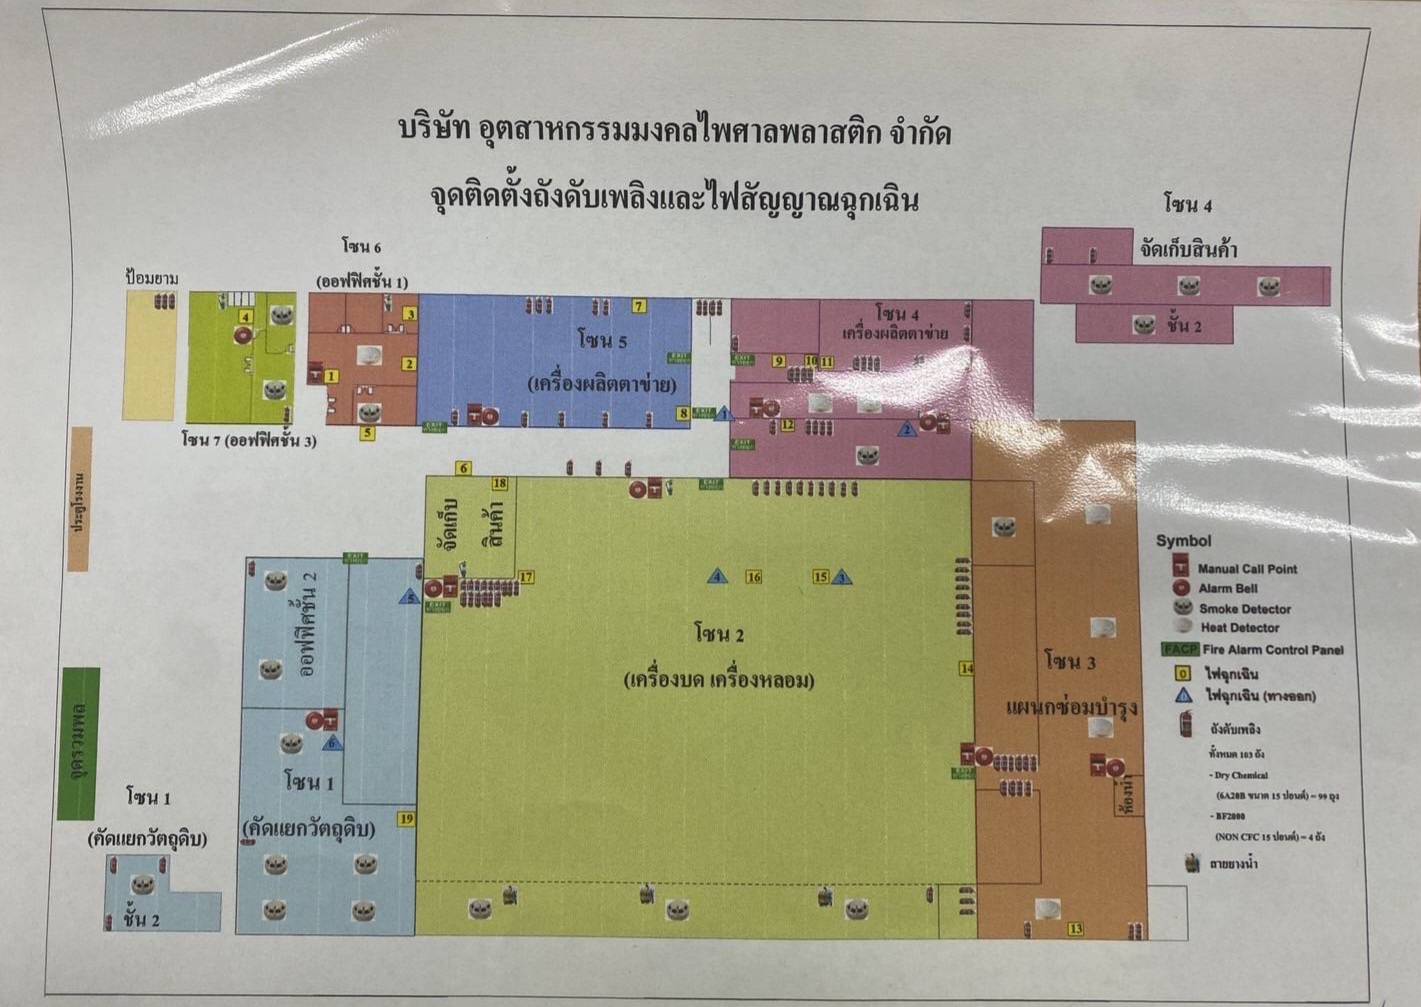 บริษัท อุตสาหกรรมมงคลไพศาลพลาสติก จำกัด
จุดติดตั้งถังดับเพลิงและไฟสัญญาณฉุกเฉิน
โซน 4
จัดเก็บสินค้า
ชั้น 2
โซน 6
(ออฟฟิศชั้น 1)
ป้อมยาม
4
3
2
1
5
โซน 7 (ออฟฟิศชั้น 3)
7
โซน 5
(เครื่องผลิตตาข่าย)
EXIT
8
EXIT
EXIT
1
โซน 4
เครื่องผลิตตาข่าย
EXIT
9
10
11
12
2
EXIT
ประตูโรงงาน
6
18
จัดเก็บ
สินค้า
EXIT
17
EXIT
4
16
15
3
โซน 2
(เครื่องบด เครื่องหลอม)
14
EXIT
EXIT
ออฟฟิศชั้น 2
5
6
โซน 1
(คัดแยกวัตถุดิบ)
19
โซน 3
แผนกซ่อมบำรุง
ห้องน้ำ
13
จุดรวมพล
โซน 1
(คัดแยกวัตถุดิบ)
ชั้น 2
Symbol
Manual Call Point
Alarm Bell
Smoke Detector
Heat Detector
FACP Fire Alarm Control Panel
0 ไฟฉุกเฉิน
ไฟฉุกเฉิน (ทางออก)
ถังดับเพลิง
ทั้งหมด 103 ถัง
- Dry Chemical
(6A20B ขนาด 15 ปอนด์) = 99 ถุง
- BF2000
(NON CFC 15 ปอนด์) = 4 ถัง
สายยางน้ำ